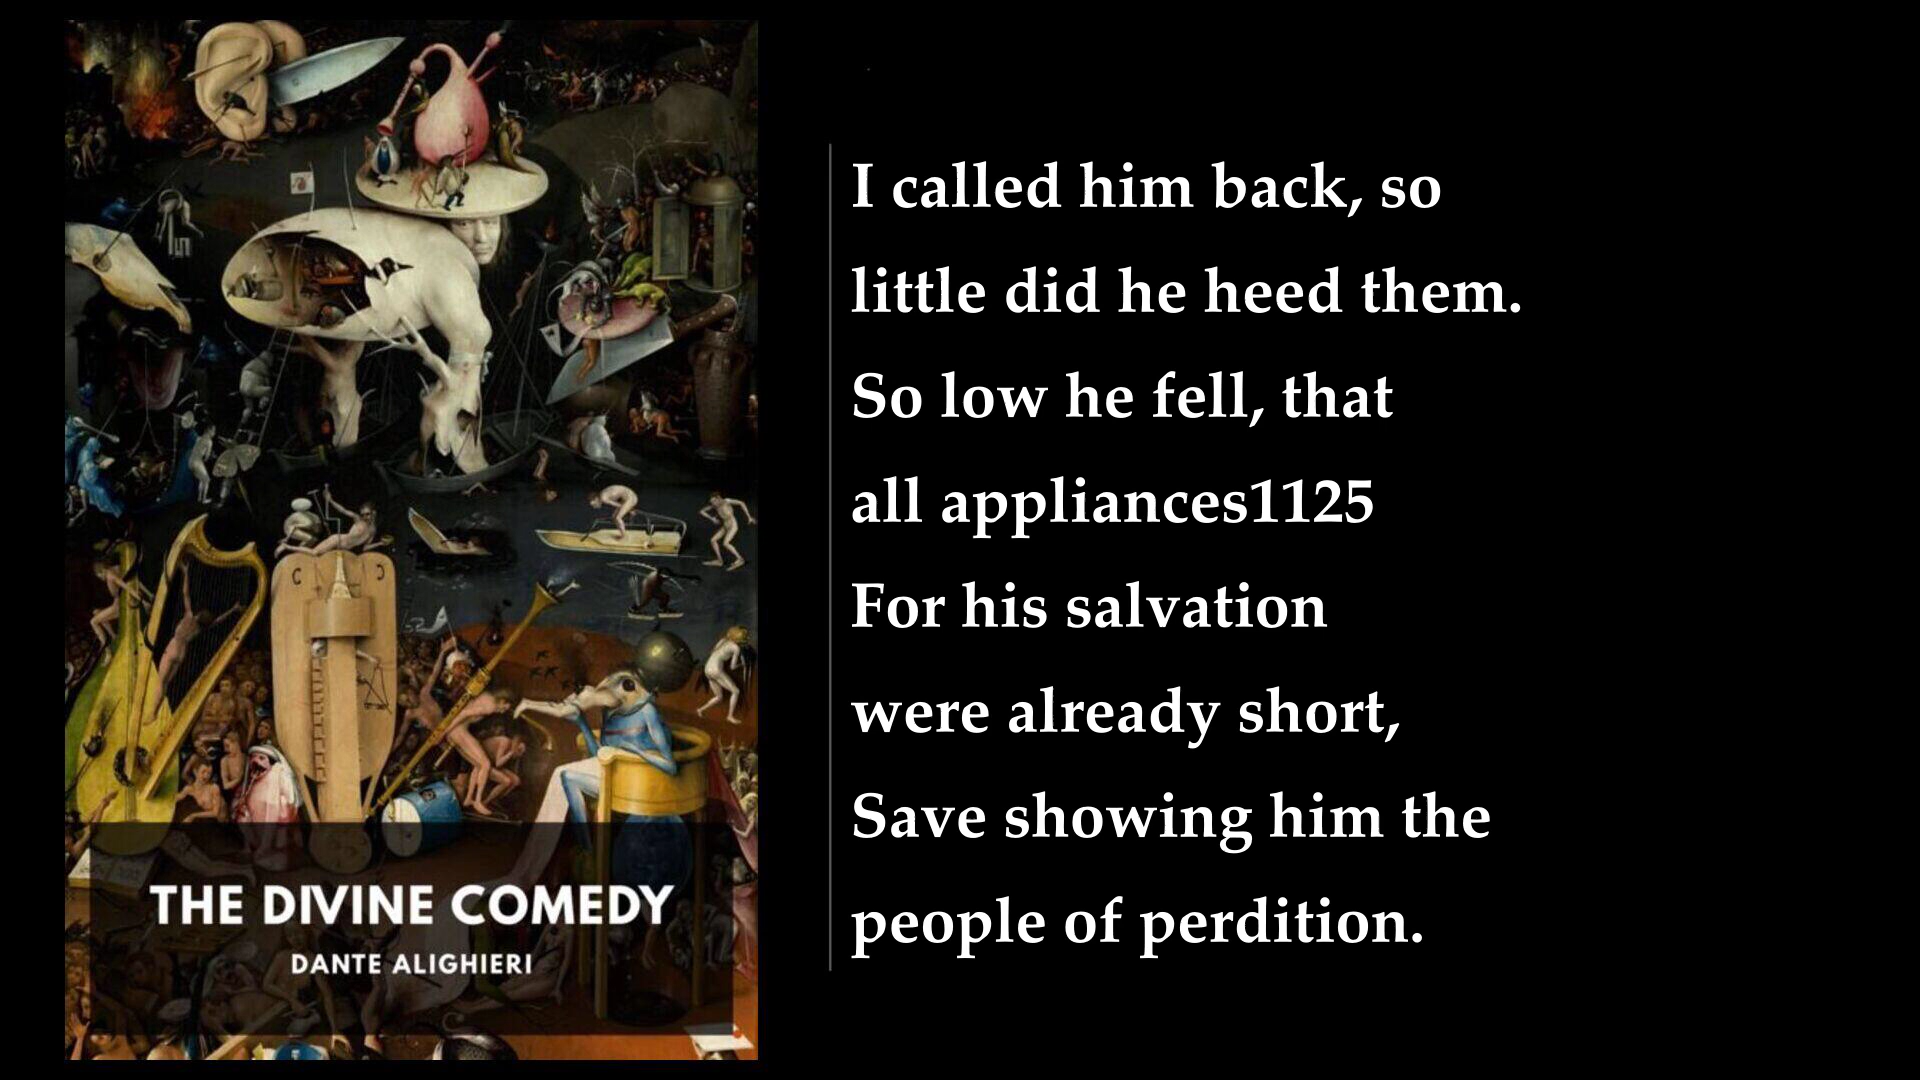 THE DIVINE COMEDY
DANTE ALIGHIERI
I called him back, so
little did he heed them.
So low he fell, that
all appliances1125
For his salvation
were already short,
Save showing him the
people of perdition.